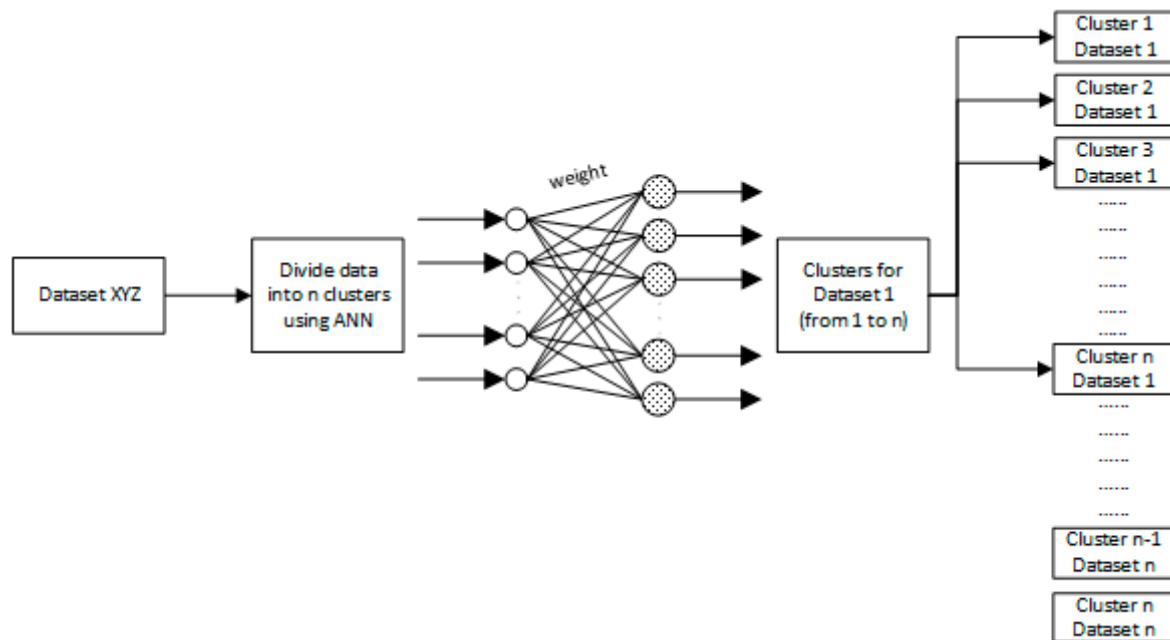 Dataset XYZ
Divide data
into n clusters
using ANN
weight
Clusters for
Dataset 1
(from 1 to n)
Cluster 1
Dataset 1
Cluster 2
Dataset 1
Cluster 3
Dataset 1
......
......
......
......
......
......
Cluster n
Dataset 1
......
......
......
......
......
Cluster n-1
Dataset n
Cluster n
Dataset n